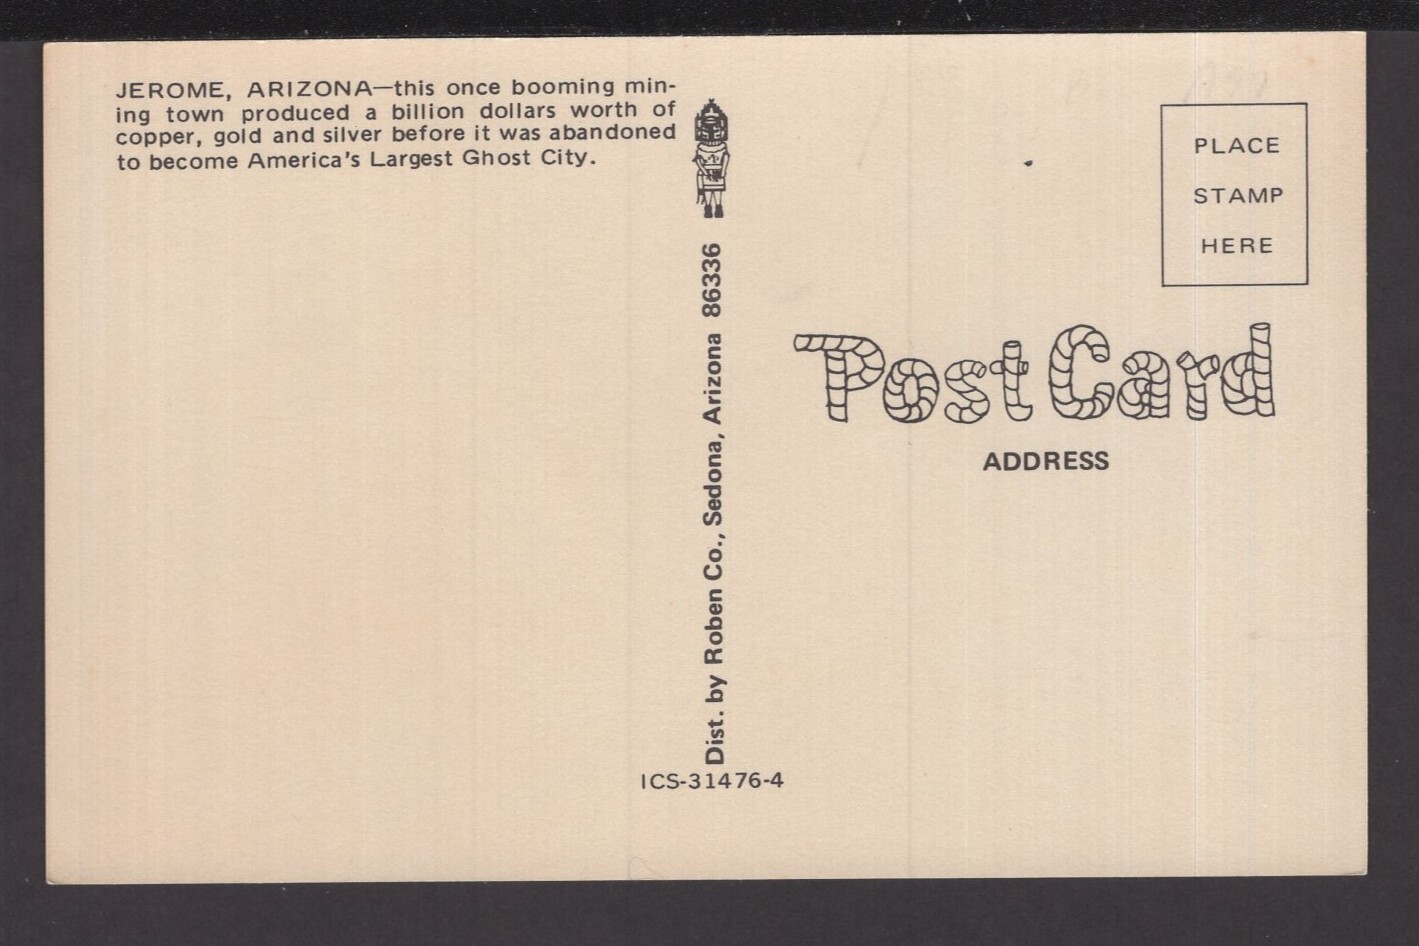 JEROME, ARIZONA—this once booming min-
ing town produced a billion dollars worth of
copper, gold and silver before it was abandoned
to become America's Largest Ghost City.
Dist. by Roben Co., Sedona, Arizona 86336
ICS-31476-4
PLACE
STAMP
HERE
Post Card
ADDRESS